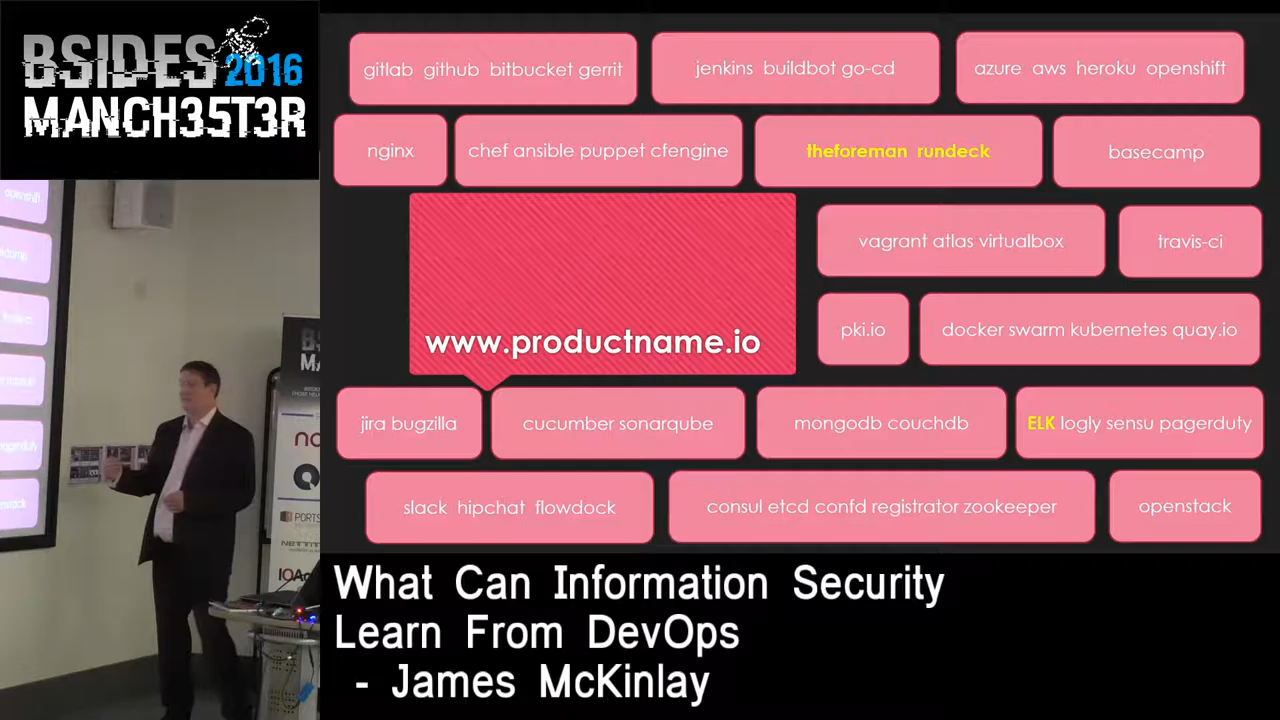 BSIDES 2016
MANCH35T3R
gitlab github bitbucket gerrit
jenkins buildbot go-cd
azure aws heroku openshift
nginx
chef ansible puppet cfengine
theforeman rundeck
basecamp
www.productname.io
vagrant atlas virtualbox
travis-ci
pki.io
docker swarm kubernetes quay.io
jira bugzilla
cucumber sonarqube
mongodb couchdb
ELK logly sensu pagerduty
slack hipchat flowdock
consul etcd confd registrator zookeeper
openstack
What Can Information Security
Learn From DevOps
- James McKinlay